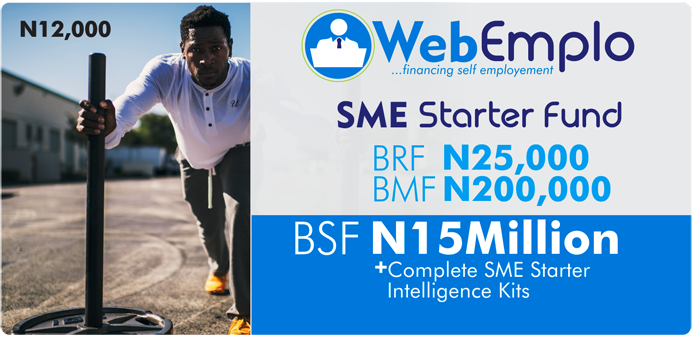 N12,000
WebEmplo
...financing self employement
SME Starter Fund
BRF N25,000
BMF N200,000
BSF N15Million
+Complete SME Starter
Intelligence Kits